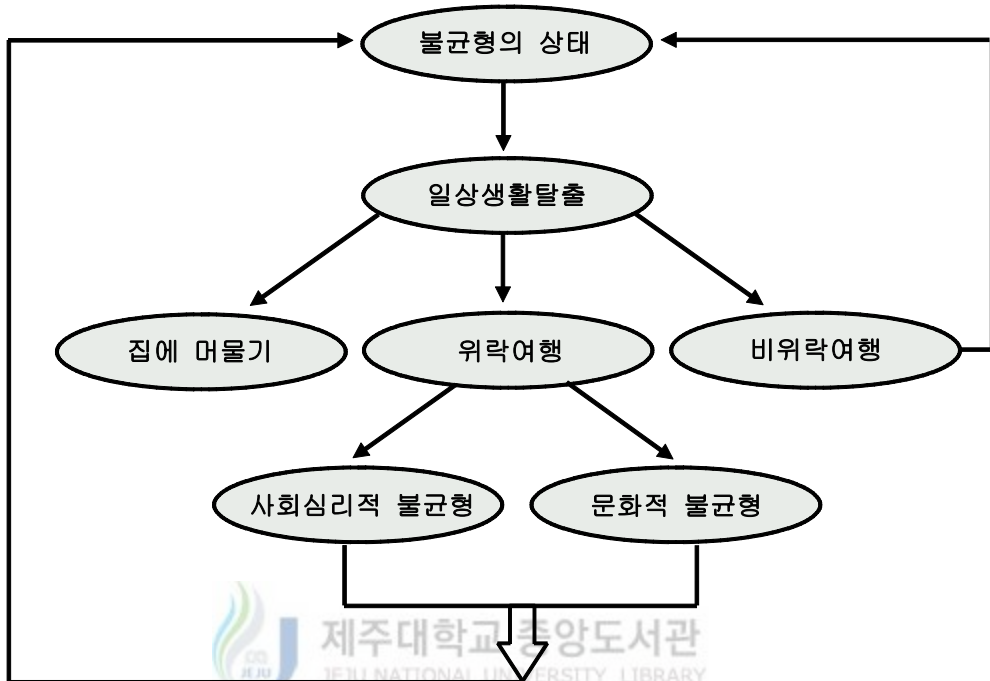 불균형의 상태
일상생활탈출
집에 머물기
위락여행
비위락여행
사회심리적 불균형
문화적 불균형
제주대학교 중앙도서관
JEJU NATIONAL UNIVERSITY LIBRARY
JEJU